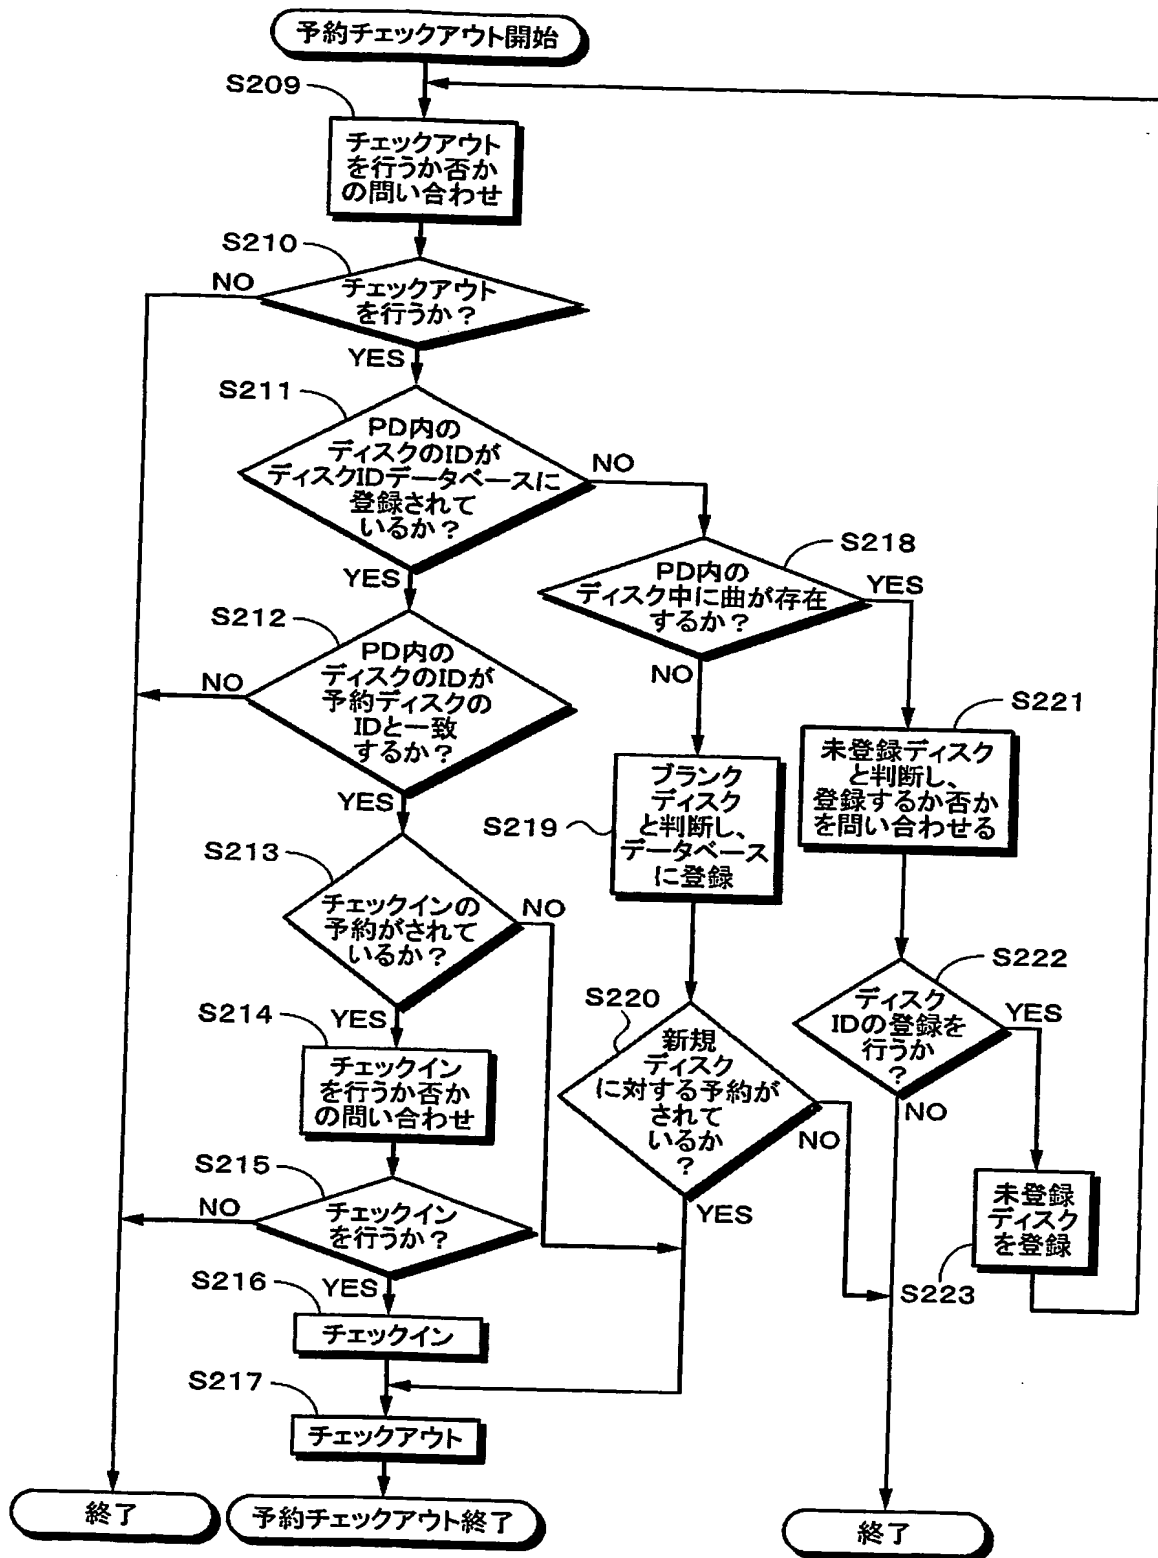 予約チェックアウト開始
S209
チェックアウト
を行うか否か
の問い合わせ
S210
NO
チェックアウト
を行うか？
YES
S211
PD内の
ディスクのIDが
ディスクIDデータベースに
登録されて
いるか？
NO
YES
S218
PD内の
ディスク中に曲が存在
するか？
YES
NO
S212
PD内の
ディスクのIDが
予約ディスクの
IDと一致
するか？
NO
YES
S221
未登録ディスク
と判断し、
登録するか否か
を問い合わせる
S219
ブランク
ディスク
と判断し、
データベース
に登録
S213
チェックインの
予約がされて
いるか？
NO
YES
S222
ディスク
IDの登録を
行うか
？
YES
NO
S220
新規
ディスク
に対する予約が
されて
いるか
？
NO
YES
S214
チェックイン
を行うか否か
の問い合わせ
S215
NO
チェックイン
を行うか？
YES
未登録
ディスク
を登録
S223
S216
チェックイン
S217
チェックアウト
終了
予約チェックアウト終了
終了